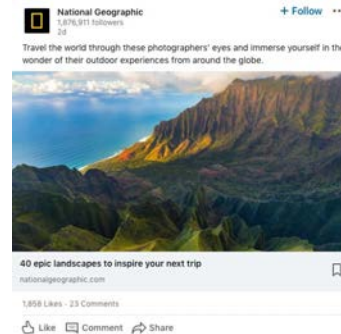 National Geographic
+ Follow
1,876,911 followers
2d
Travel the world through these photographers' eyes and immerse yourself in the
wonder of their outdoor experiences from around the globe.
40 epic landscapes to inspire your next trip
nationalgeographic.com
1,858 Likes · 23 Comments
Like Comment Share